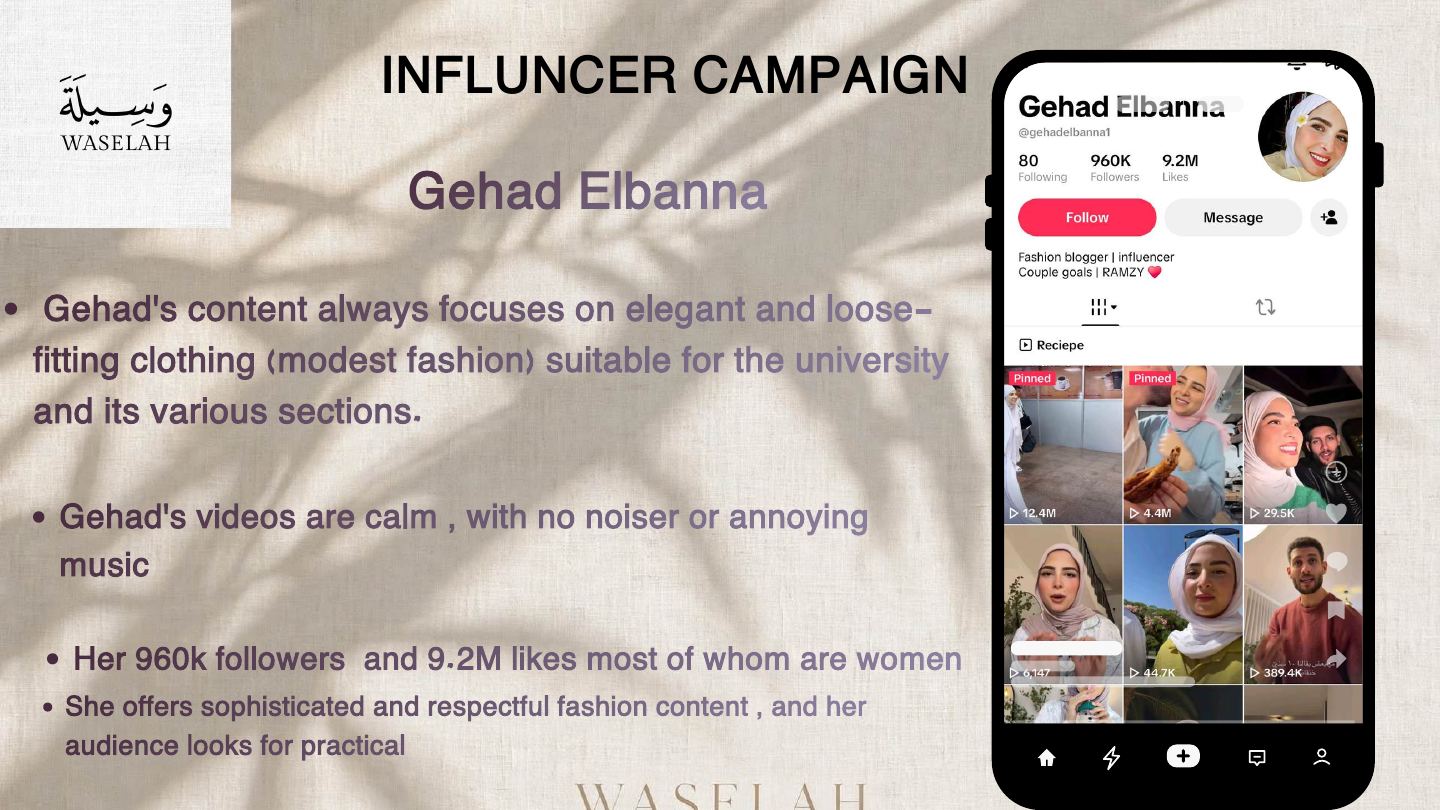 وَسِيلَة
WASELAH
INFLUNCER CAMPAIGN
Gehad Elbanna
• Gehad's content always focuses on elegant and loose-
fitting clothing (modest fashion) suitable for the university
and its various sections.
• Gehad's videos are calm , with no noiser or annoying
music
• Her 960k followers and 9.2M likes most of whom are women
• She offers sophisticated and respectful fashion content , and her
audience looks for practical
WASELAH
Gehad Elbanna
@gehadelbanna1
80 960K 9.2M
Following Followers Likes
Follow Message
Fashion blogger | influencer
Couple goals | RAMZY ❤️
Reciepe
Pinned Pinned
12.4M 4.4M 29.5K
6,147 44.7K 389.4K